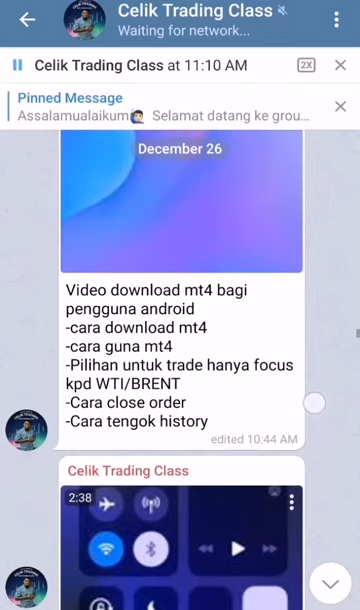 Celik Trading Class
Waiting for network...
Celik Trading Class at 11:10 AM
2X
Pinned Message
Assalamualaikum🙋🏻‍♂️ Selamat datang ke grou...
December 26
Video download mt4 bagi
pengguna android
-cara download mt4
-cara guna mt4
-Pilihan untuk trade hanya focus
kpd WTI/BRENT
-Cara close order
-Cara tengok history
edited 10:44 AM
Celik Trading Class
2:38